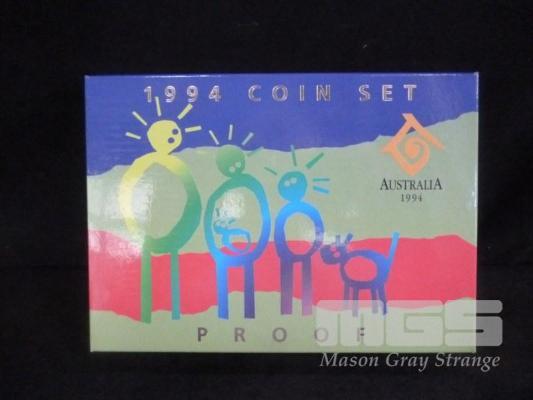 1994 COIN SET
AUSTRALIA
1994
PROOF
MGS
Mason Gray Strange